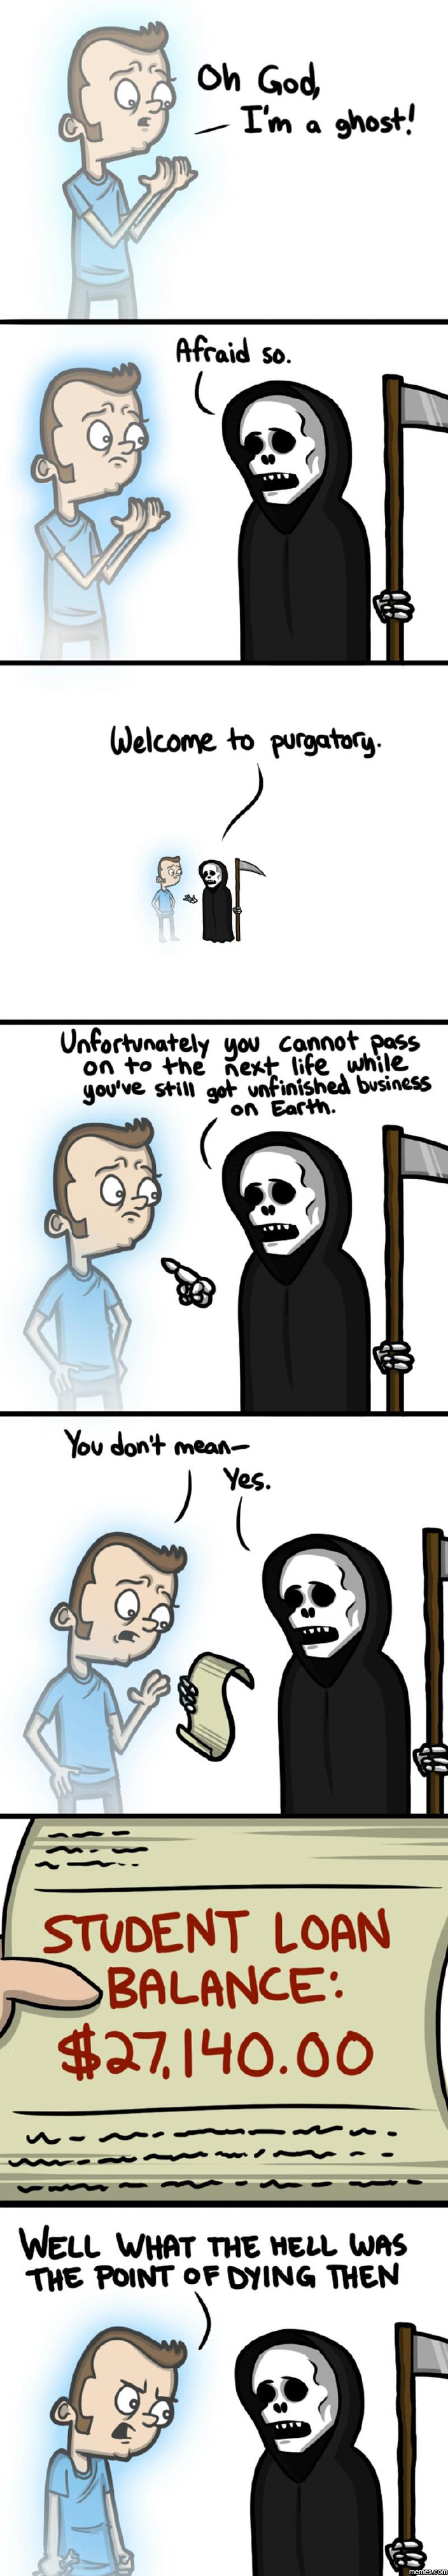 Oh God,
I'm a ghost!
Afraid so.
Welcome to purgatory.
Unfortunately you cannot pass
on to the next life while
you've still got unfinished business
on Earth.
You don't mean—
Yes.
STUDENT LOAN
BALANCE:
$27,140.00
WELL WHAT THE HELL WAS
THE POINT OF DYING THEN
memes.com